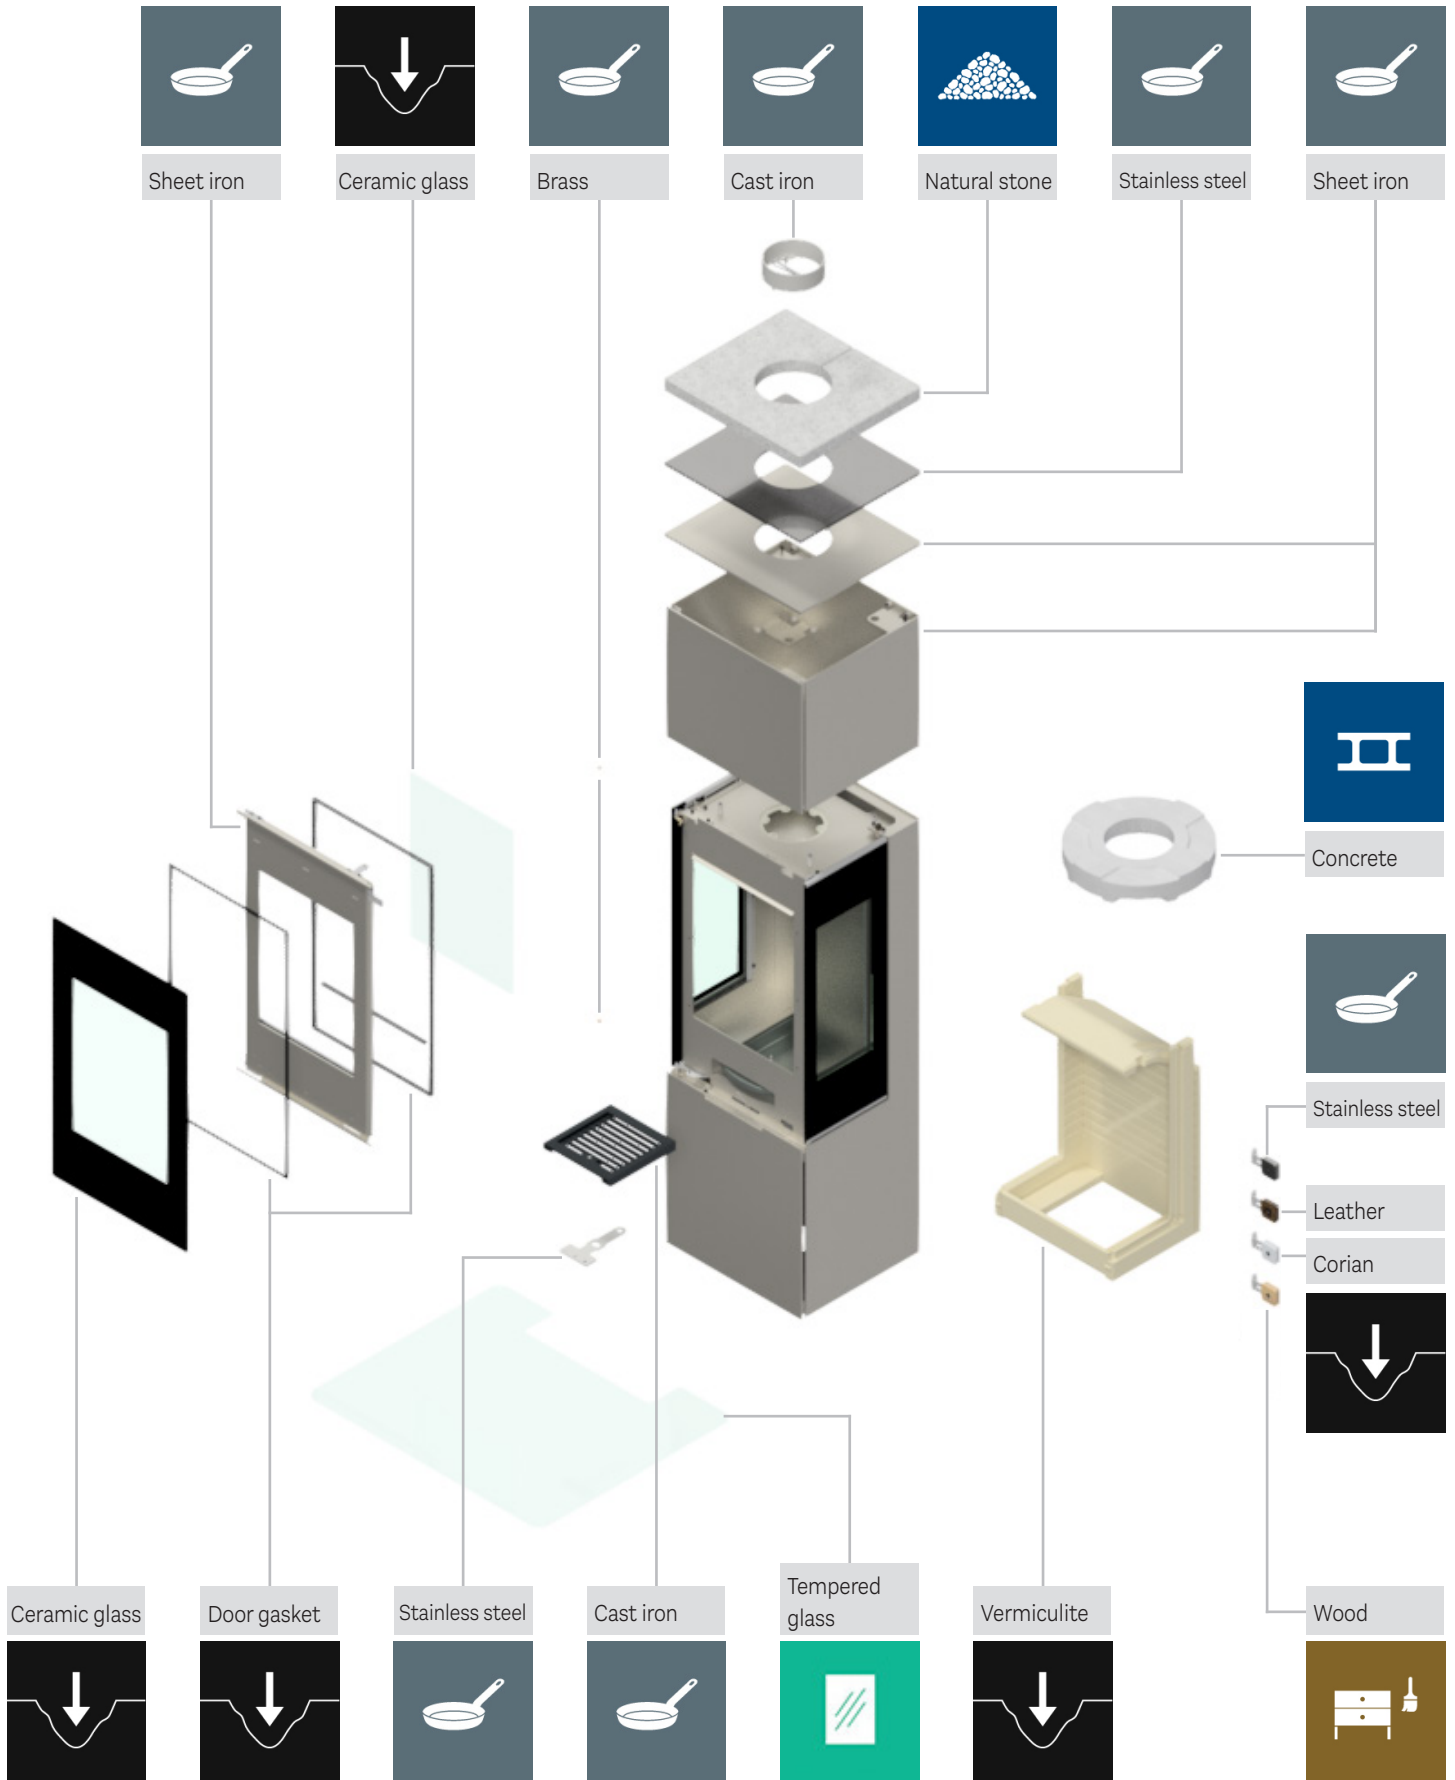 Sheet iron
Ceramic glass
Brass
Cast iron
Natural stone
Stainless steel
Sheet iron
Concrete
Stainless steel
Leather
Corian
Ceramic glass
Door gasket
Stainless steel
Cast iron
Tempered
glass
Vermiculite
Wood